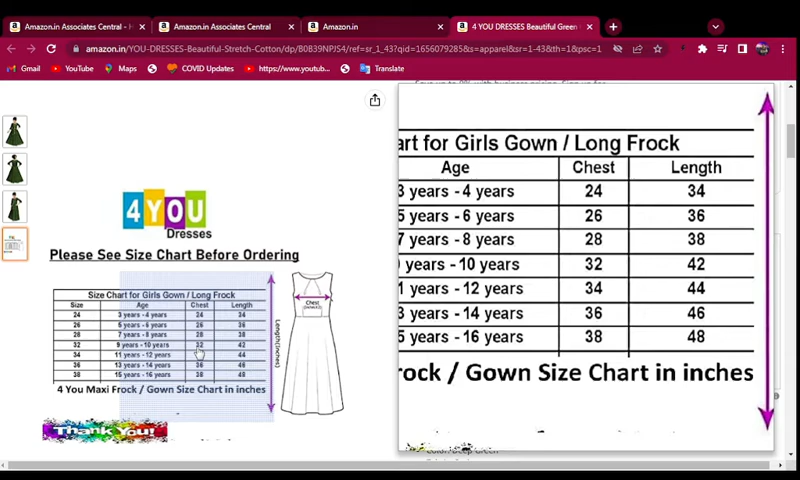 Amazon.in Associates Central - H
Amazon.in Associates Central
Amazon.in
4 YOU DRESSES Beautiful Green
amazon.in/YOU-DRESSES-Beautiful-Stretch-Cotton/dp/B0B39NPJS4/ref=sr_1_43?qid=1656079285&s=apparel&sr=1-43&th=1&psc=1
Gmail
YouTube
Maps
COVID Updates
https://www.youtub...
Translate
4YOU
Dresses
Please See Size Chart Before Ordering
Size Chart for Girls Gown / Long Frock
Size Age Chest Length
24 3 years - 4 years 24 34
26 5 years - 6 years 26 36
28 7 years - 8 years 28 38
32 9 years - 10 years 32 42
34 11 years - 12 years 44
36 13 years - 14 years 36 46
38 15 years - 16 years 38 48
4 You Maxi Frock / Gown Size Chart in inches
Chest
(Inches)
Length(Inches)
Thank You!
art for Girls Gown / Long Frock
Age Chest Length
3 years - 4 years 24 34
5 years - 6 years 26 36
7 years - 8 years 28 38
years - 10 years 32 42
1 years - 12 years 34 44
3 years - 14 years 36 46
5 years - 16 years 38 48
rock / Gown Size Chart in inches